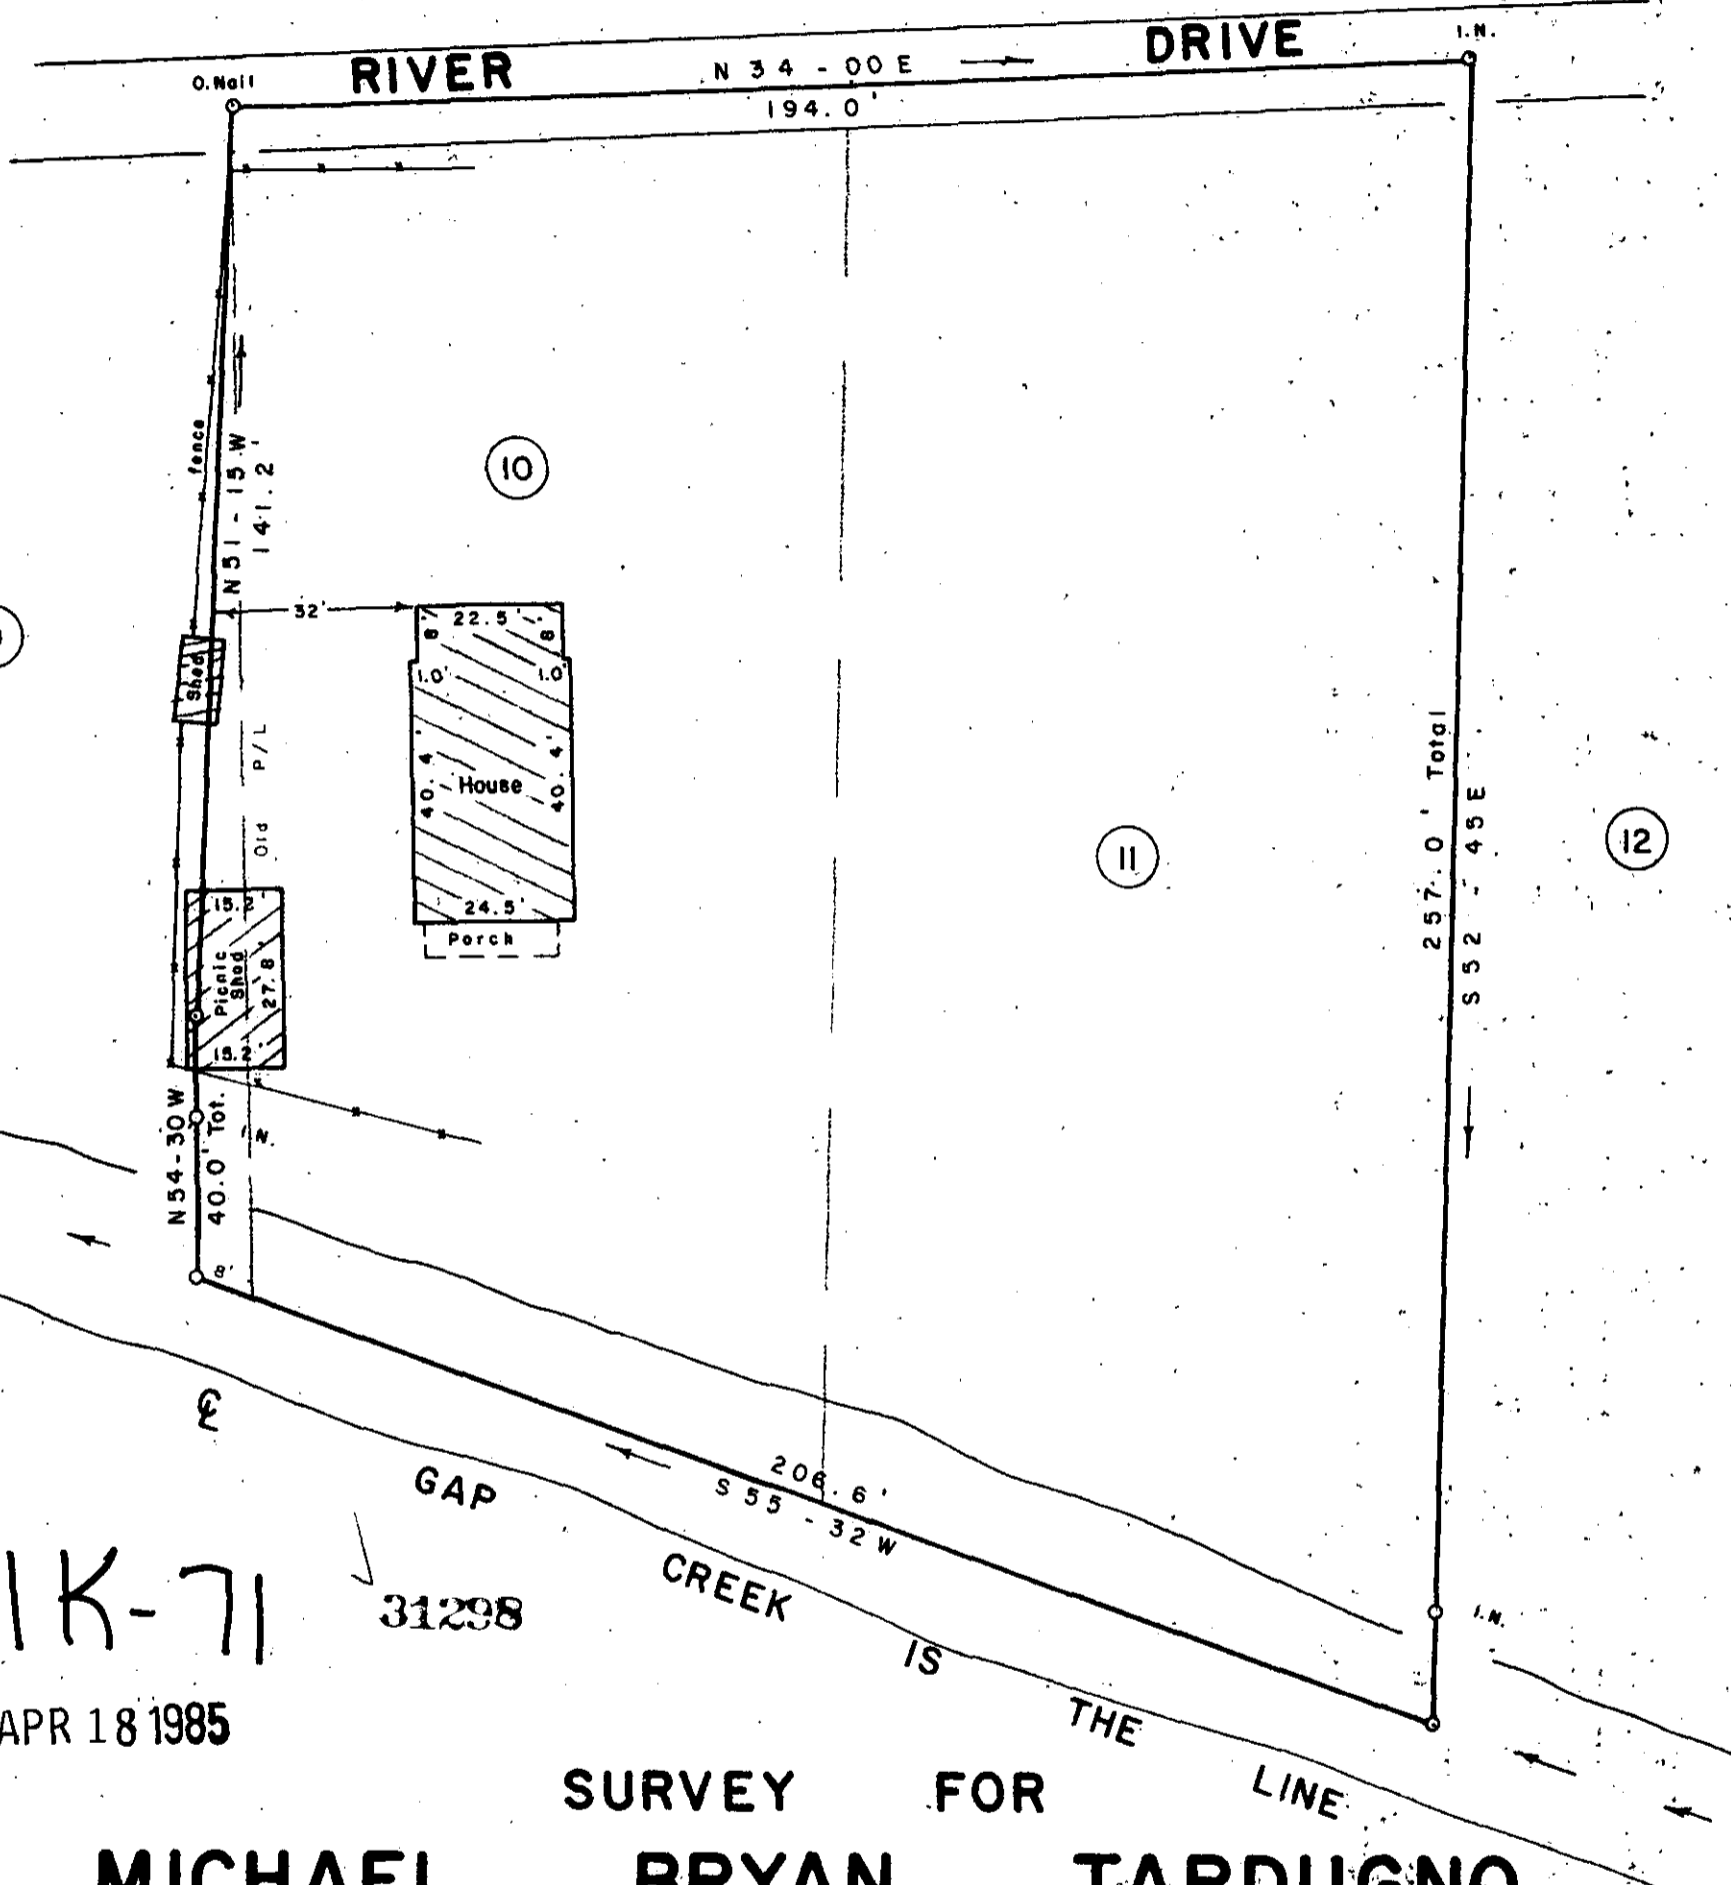 RIVER DRIVE
I.N.
O.Nail
N 34 - 00 E
194.0'
fence
N 51 - 15 W
141.2'
10
32'
22.5'
8'
8'
1.0'
1.0'
Shed
Old P/L
40.4'
House
40.4'
24.5'
Porch
11
12
257.0' Total
S 52 - 45 E
15.2'
Picnic
Shed
27.8'
15.2'
N 54 - 30 W
40.0' Tot.
I.N.
8'
206.6'
S 55 - 32 W
GAP CREEK IS THE LINE
I.N.
1K-71
31298
APR 18 1985
SURVEY FOR
MICHAEL BRYAN TARDUGNO